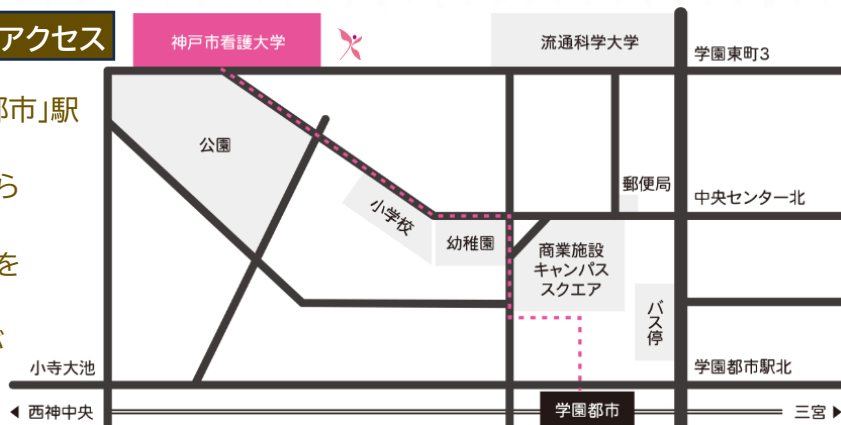 アクセス
神戸市看護大学
流通科学大学
学園東町3
都市」駅
公園
ら
郵便局
小学校
中央センター北
幼稚園
商業施設
キャンパス
スクエア
を
バス停
小寺大池
学園都市駅北
◀ 西神中央
学園都市
三宮 ▶